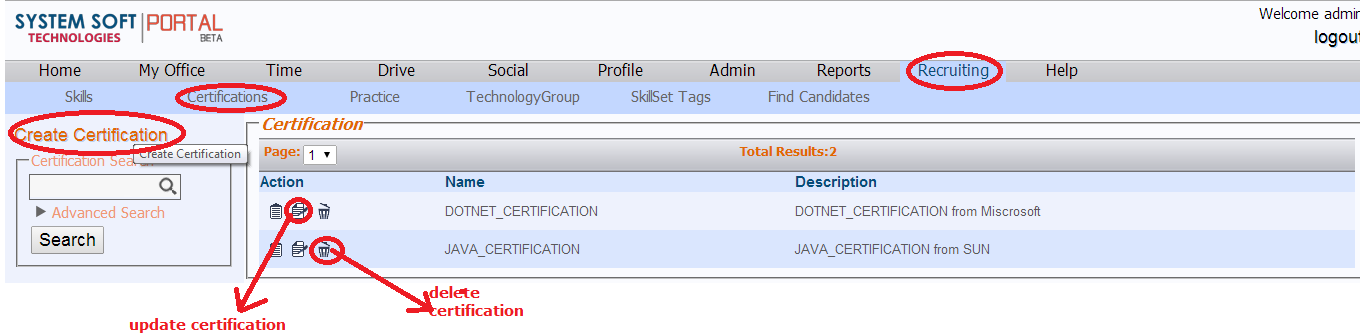 Welcome admin
SYSTEM SOFT PORTAL
TECHNOLOGIES BETA
logout
Home My Office Time Drive Social Profile Admin Reports Recruiting Help
Skills Certifications Practice TechnologyGroup SkillSet Tags Find Candidates
Create Certification
Create Certification
Certification Search
Advanced Search
Search
Certification
Page: 1 Total Results:2
Action Name Description
DOTNET_CERTIFICATION DOTNET_CERTIFICATION from Miscrosoft
JAVA_CERTIFICATION JAVA_CERTIFICATION from SUN
update certification
delete
certification